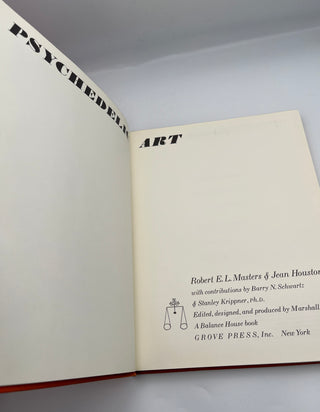 PSYCHEDELI
ART
Robert E. L. Masters & Jean Houston
with contributions by Barry N. Schwartz
& Stanley Krippner, Ph.D.
Edited, designed, and produced by Marshall
A Balance House book
GROVE PRESS, Inc. New York